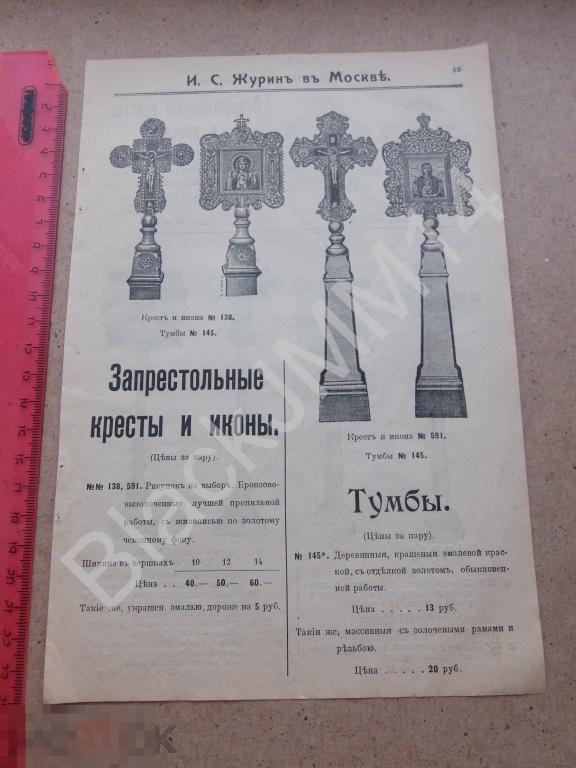 И. С. Журинъ въ Москвѣ.
49
Крестъ и икона № 138.
Тумбы № 145.
Запрестольные
кресты и иконы.
(Цѣны за пару).
№№ 138, 591. Рисунокъ на выборъ. Бронзово-
вызолоченныя, лучшей пропильной
работы, съ живописью по золотому
чеканному фону.
Ширина въ вершкахъ . 10 12 14
Цѣна . . 40.— 50.— 60.—
Такіе же, украшен. эмалью, дороже на 5 руб.
Крестъ и икона № 591.
Тумбы № 145.
Тумбы.
(Цѣны за пару).
№ 145*. Деревянныя, крашеныя эмалевой крас-
кой, съ отдѣлкой золотомъ, обыкновен-
ной работы.
Цѣна . . . . . 13 руб.
Такія же, массивныя съ золочеными рамами и
рѣзьбою.
Цѣна . . . . . 20 руб.
BlackJMM14